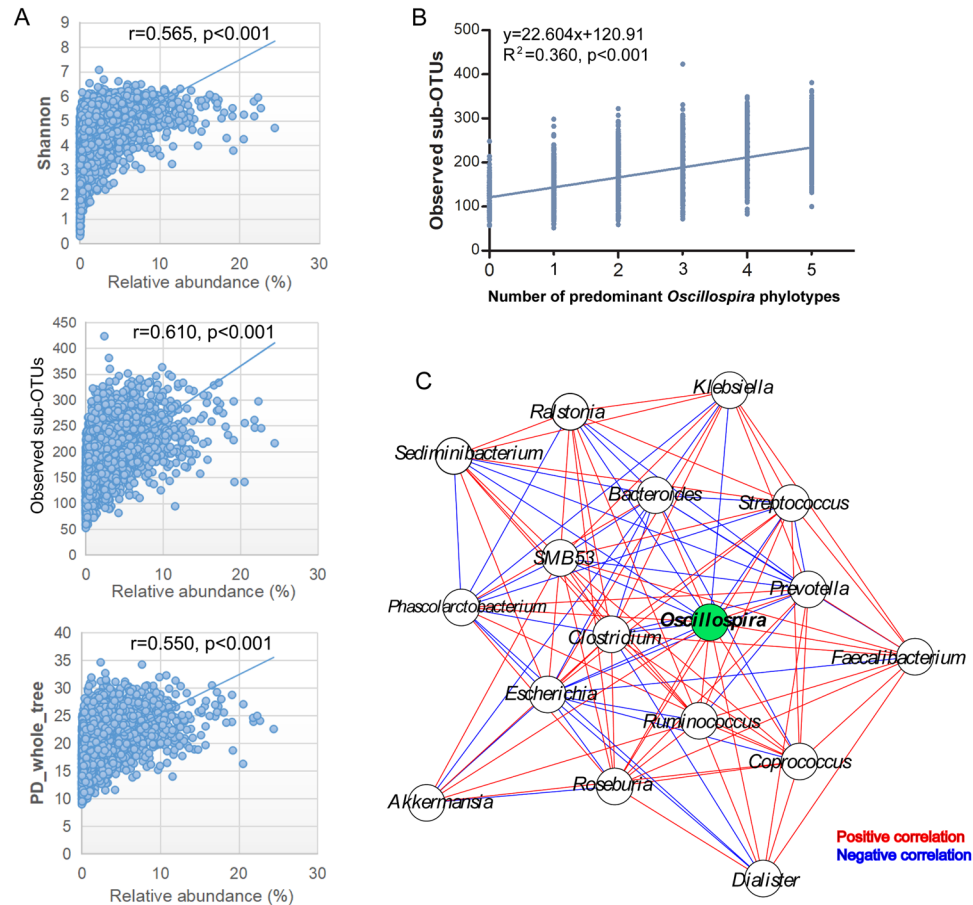 A
r=0.565, p<0.001
9
8
7
6
5
4
3
2
1
0
Shannon
0 10 20 30
Relative abundance (%)
r=0.610, p<0.001
450
400
350
300
250
200
150
100
50
0
Observed sub-OTUs
0 10 20 30
Relative abundance (%)
r=0.550, p<0.001
40
35
30
25
20
15
10
5
0
PD_whole_tree
0 10 20 30
Relative abundance (%)
B
y=22.604x+120.91
R²=0.360, p<0.001
500
400
300
200
100
0
Observed sub-OTUs
0 1 2 3 4 5
Number of predominant Oscillospira phylotypes
C
Klebsiella
Ralstonia
Sediminibacterium
Bacteroides
Streptococcus
SMB53
Prevotella
Phascolarctobacterium
Oscillospira
Clostridium
Faecalibacterium
Escherichia
Ruminococcus
Coprococcus
Roseburia
Akkermansia
Dialister
Positive correlation
Negative correlation